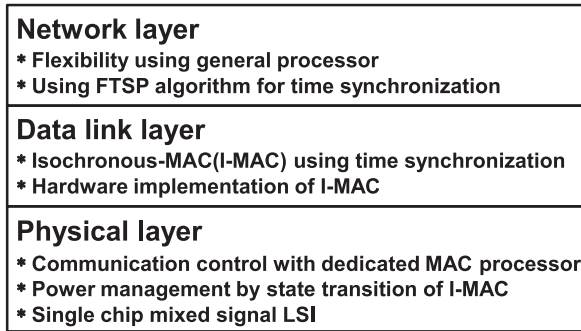 Network layer
* Flexibility using general processor
* Using FTSP algorithm for time synchronization
Data link layer
* Isochronous-MAC(I-MAC) using time synchronization
* Hardware implementation of I-MAC
Physical layer
* Communication control with dedicated MAC processor
* Power management by state transition of I-MAC
* Single chip mixed signal LSI